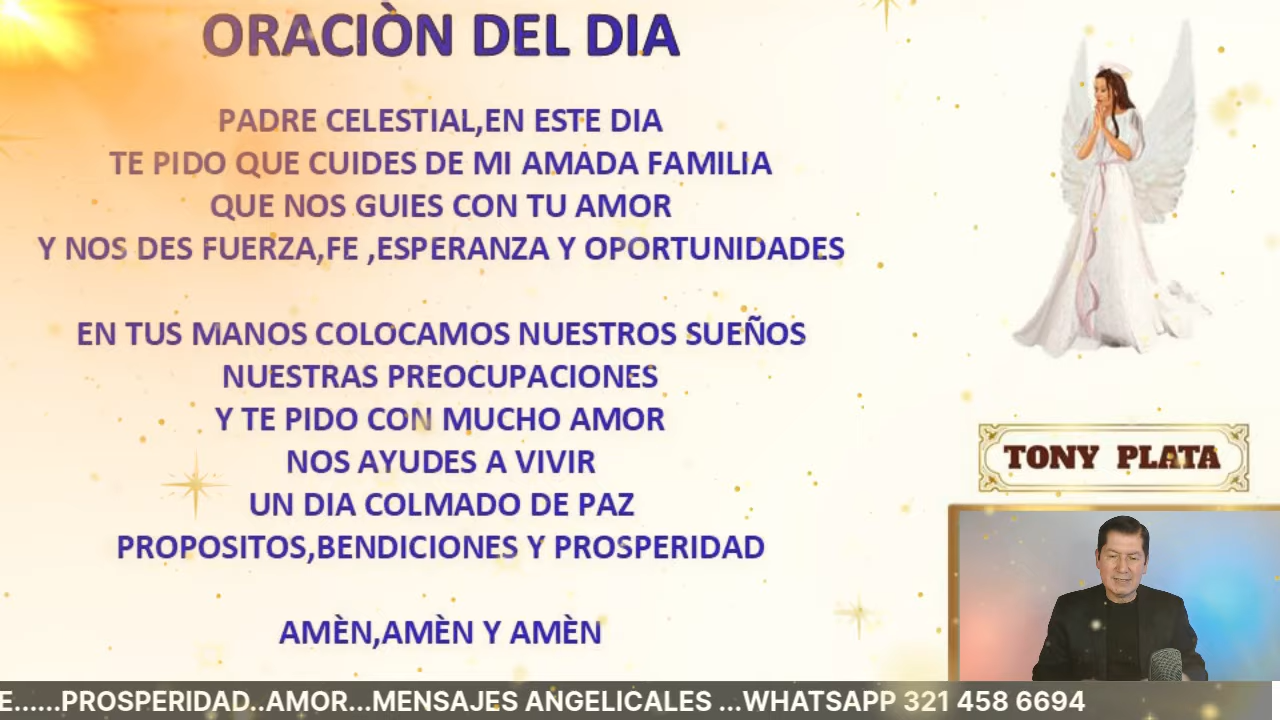 ORACIÒN DEL DIA
PADRE CELESTIAL,EN ESTE DIA
TE PIDO QUE CUIDES DE MI AMADA FAMILIA
QUE NOS GUIES CON TU AMOR
Y NOS DES FUERZA,FE ,ESPERANZA Y OPORTUNIDADES
EN TUS MANOS COLOCAMOS NUESTROS SUEÑOS
NUESTRAS PREOCUPACIONES
Y TE PIDO CON MUCHO AMOR
NOS AYUDES A VIVIR
UN DIA COLMADO DE PAZ
PROPOSITOS,BENDICIONES Y PROSPERIDAD
AMÈN,AMÈN Y AMÈN
TONY PLATA
E......PROSPERIDAD..AMOR...MENSAJES ANGELICALES ...WHATSAPP 321 458 6694